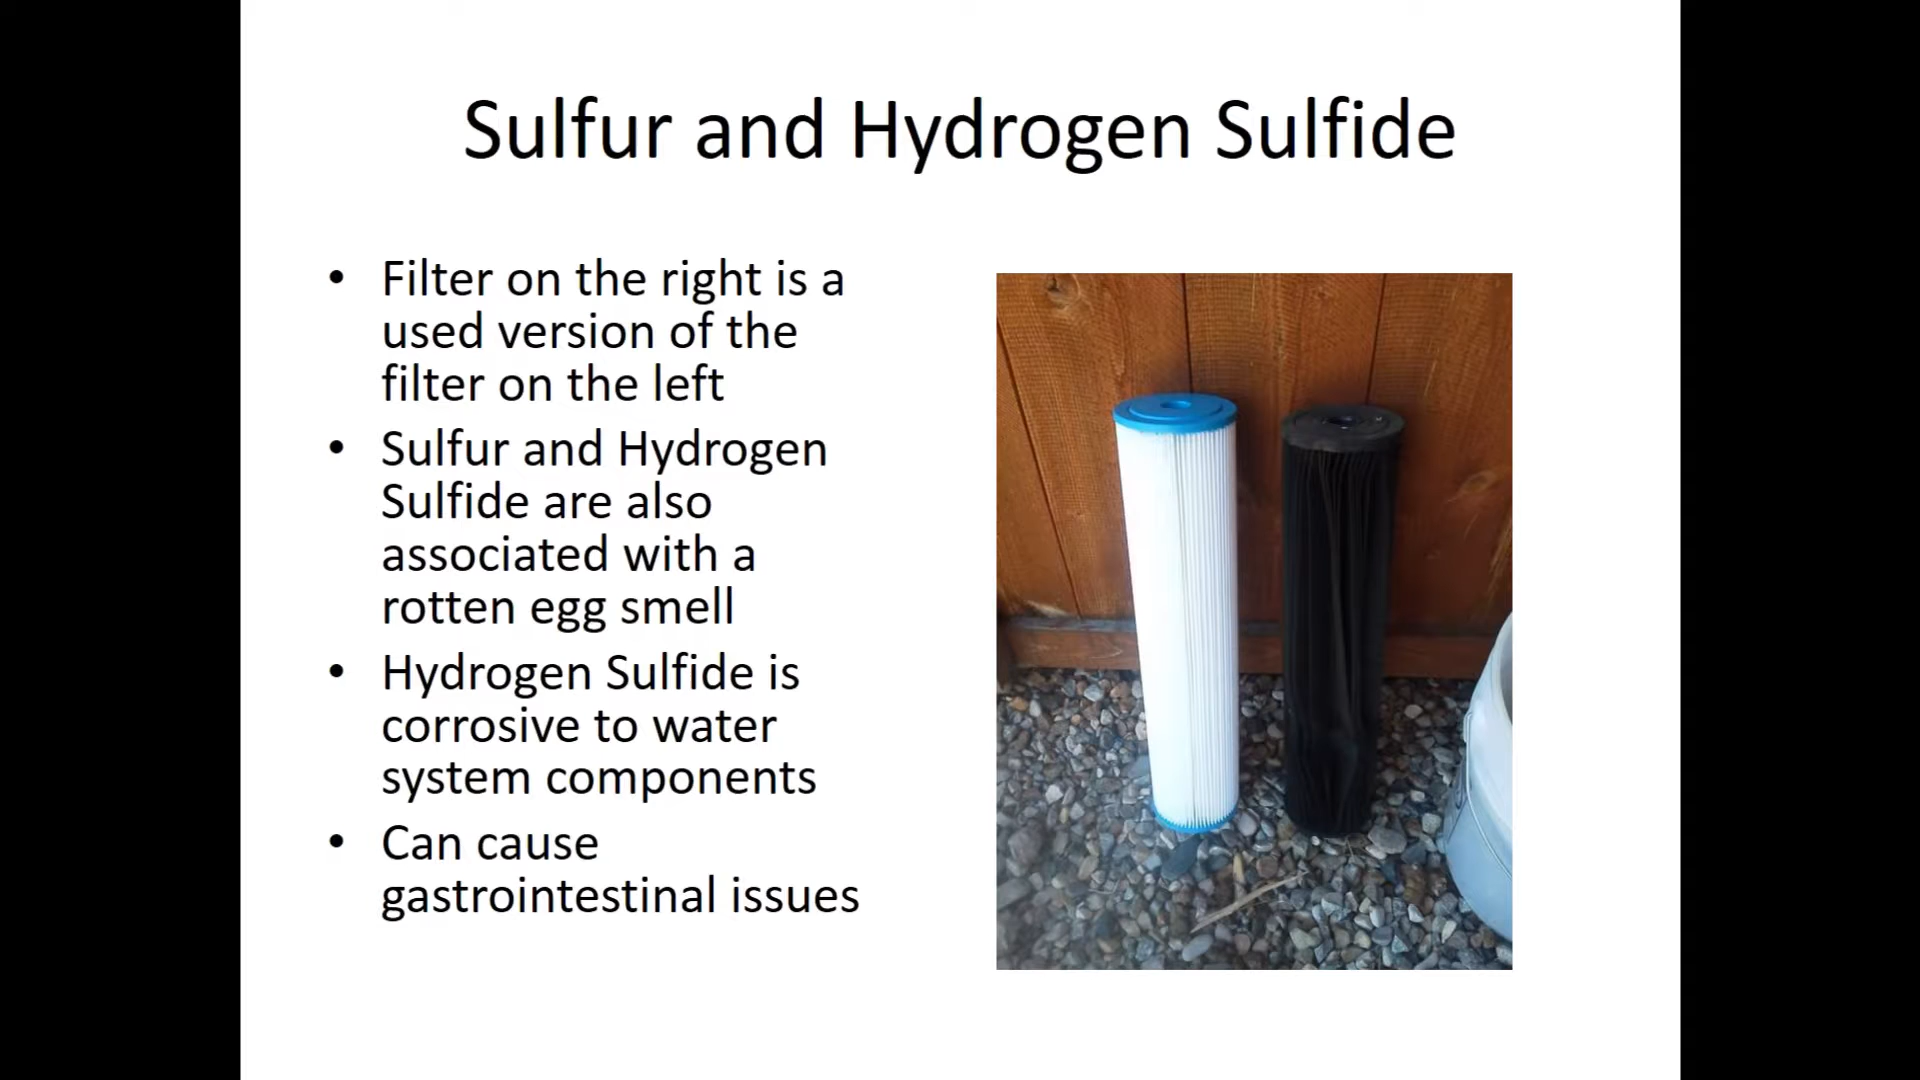 Sulfur and Hydrogen Sulfide
• Filter on the right is a
used version of the
filter on the left
• Sulfur and Hydrogen
Sulfide are also
associated with a
rotten egg smell
• Hydrogen Sulfide is
corrosive to water
system components
• Can cause
gastrointestinal issues